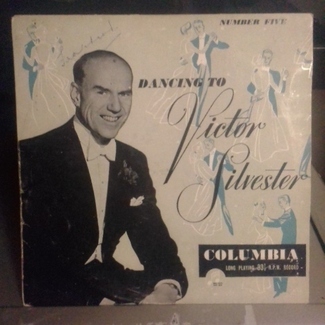 NUMBER FIVE
DANCING TO
Victor
Silvester
COLUMBIA
LONG PLAYING 33⅓ R.P.M. RECORD